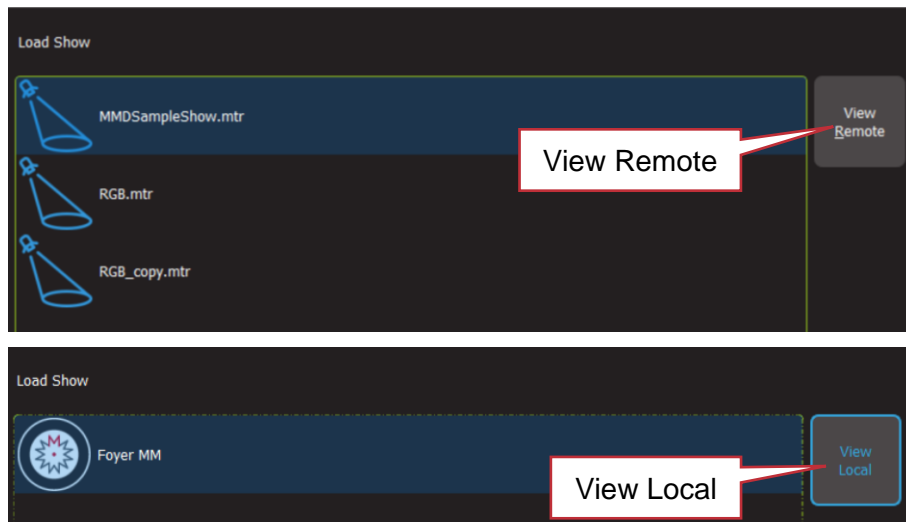 Load Show
MMDSampleShow.mtr
View
Remote
View Remote
RGB.mtr
RGB_copy.mtr
Load Show
Foyer MM
View
Local
View Local